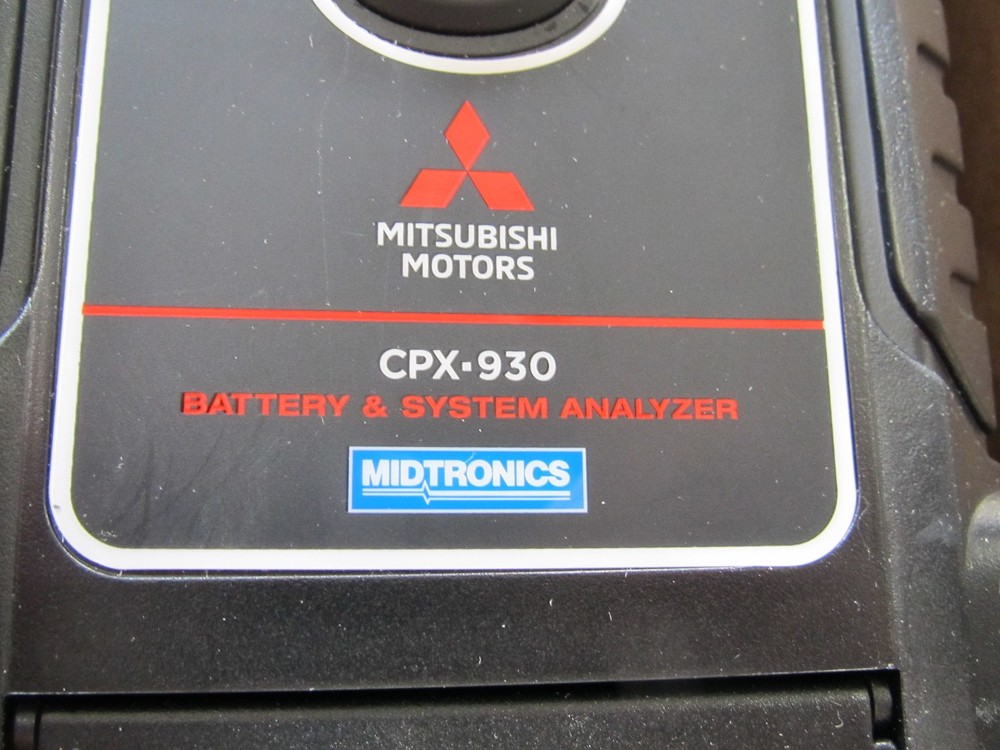 MITSUBISHI
MOTORS
CPX-930
BATTERY & SYSTEM ANALYZER
MIDTRONICS